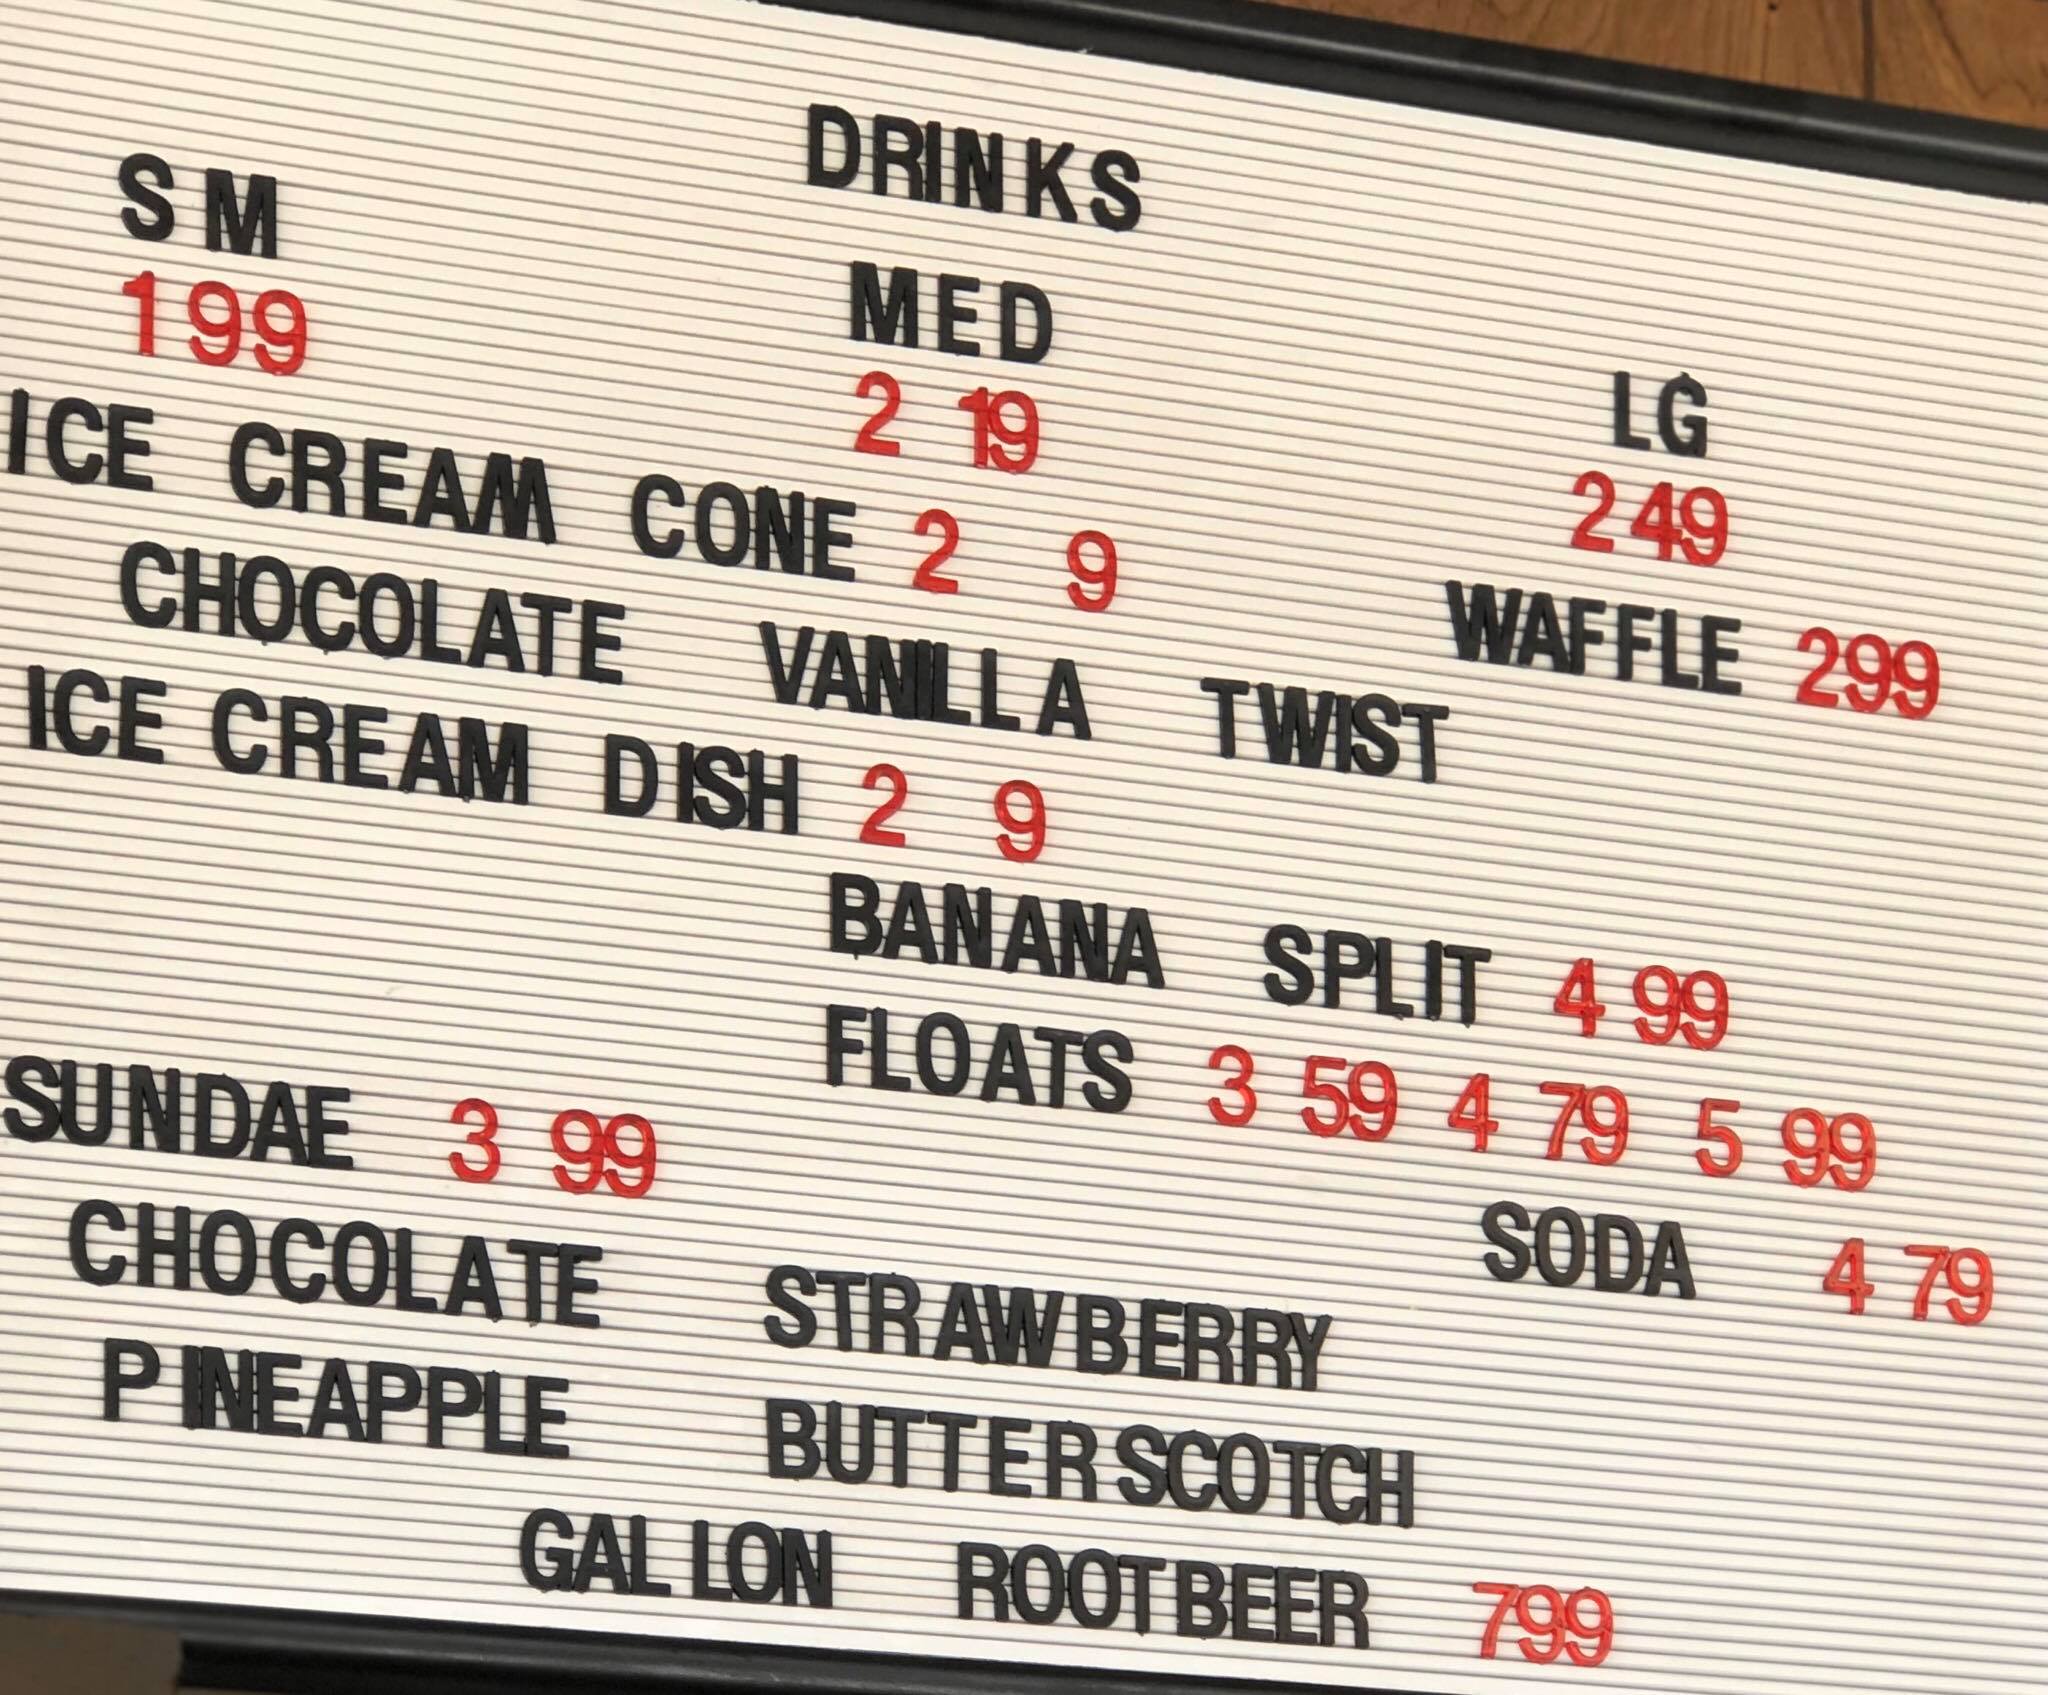 DRINKS
SM MED LG
199 2 19 249
ICE CREAM CONE 2 9 WAFFLE 299
CHOCOLATE VANILLA TWIST
ICE CREAM DISH 2 9
BANANA SPLIT 4 99
FLOATS 3 59 4 79 5 99
SUNDAE 3 99 SODA 4 79
CHOCOLATE STRAWBERRY
PINEAPPLE BUTTERSCOTCH
GALLON ROOTBEER 799